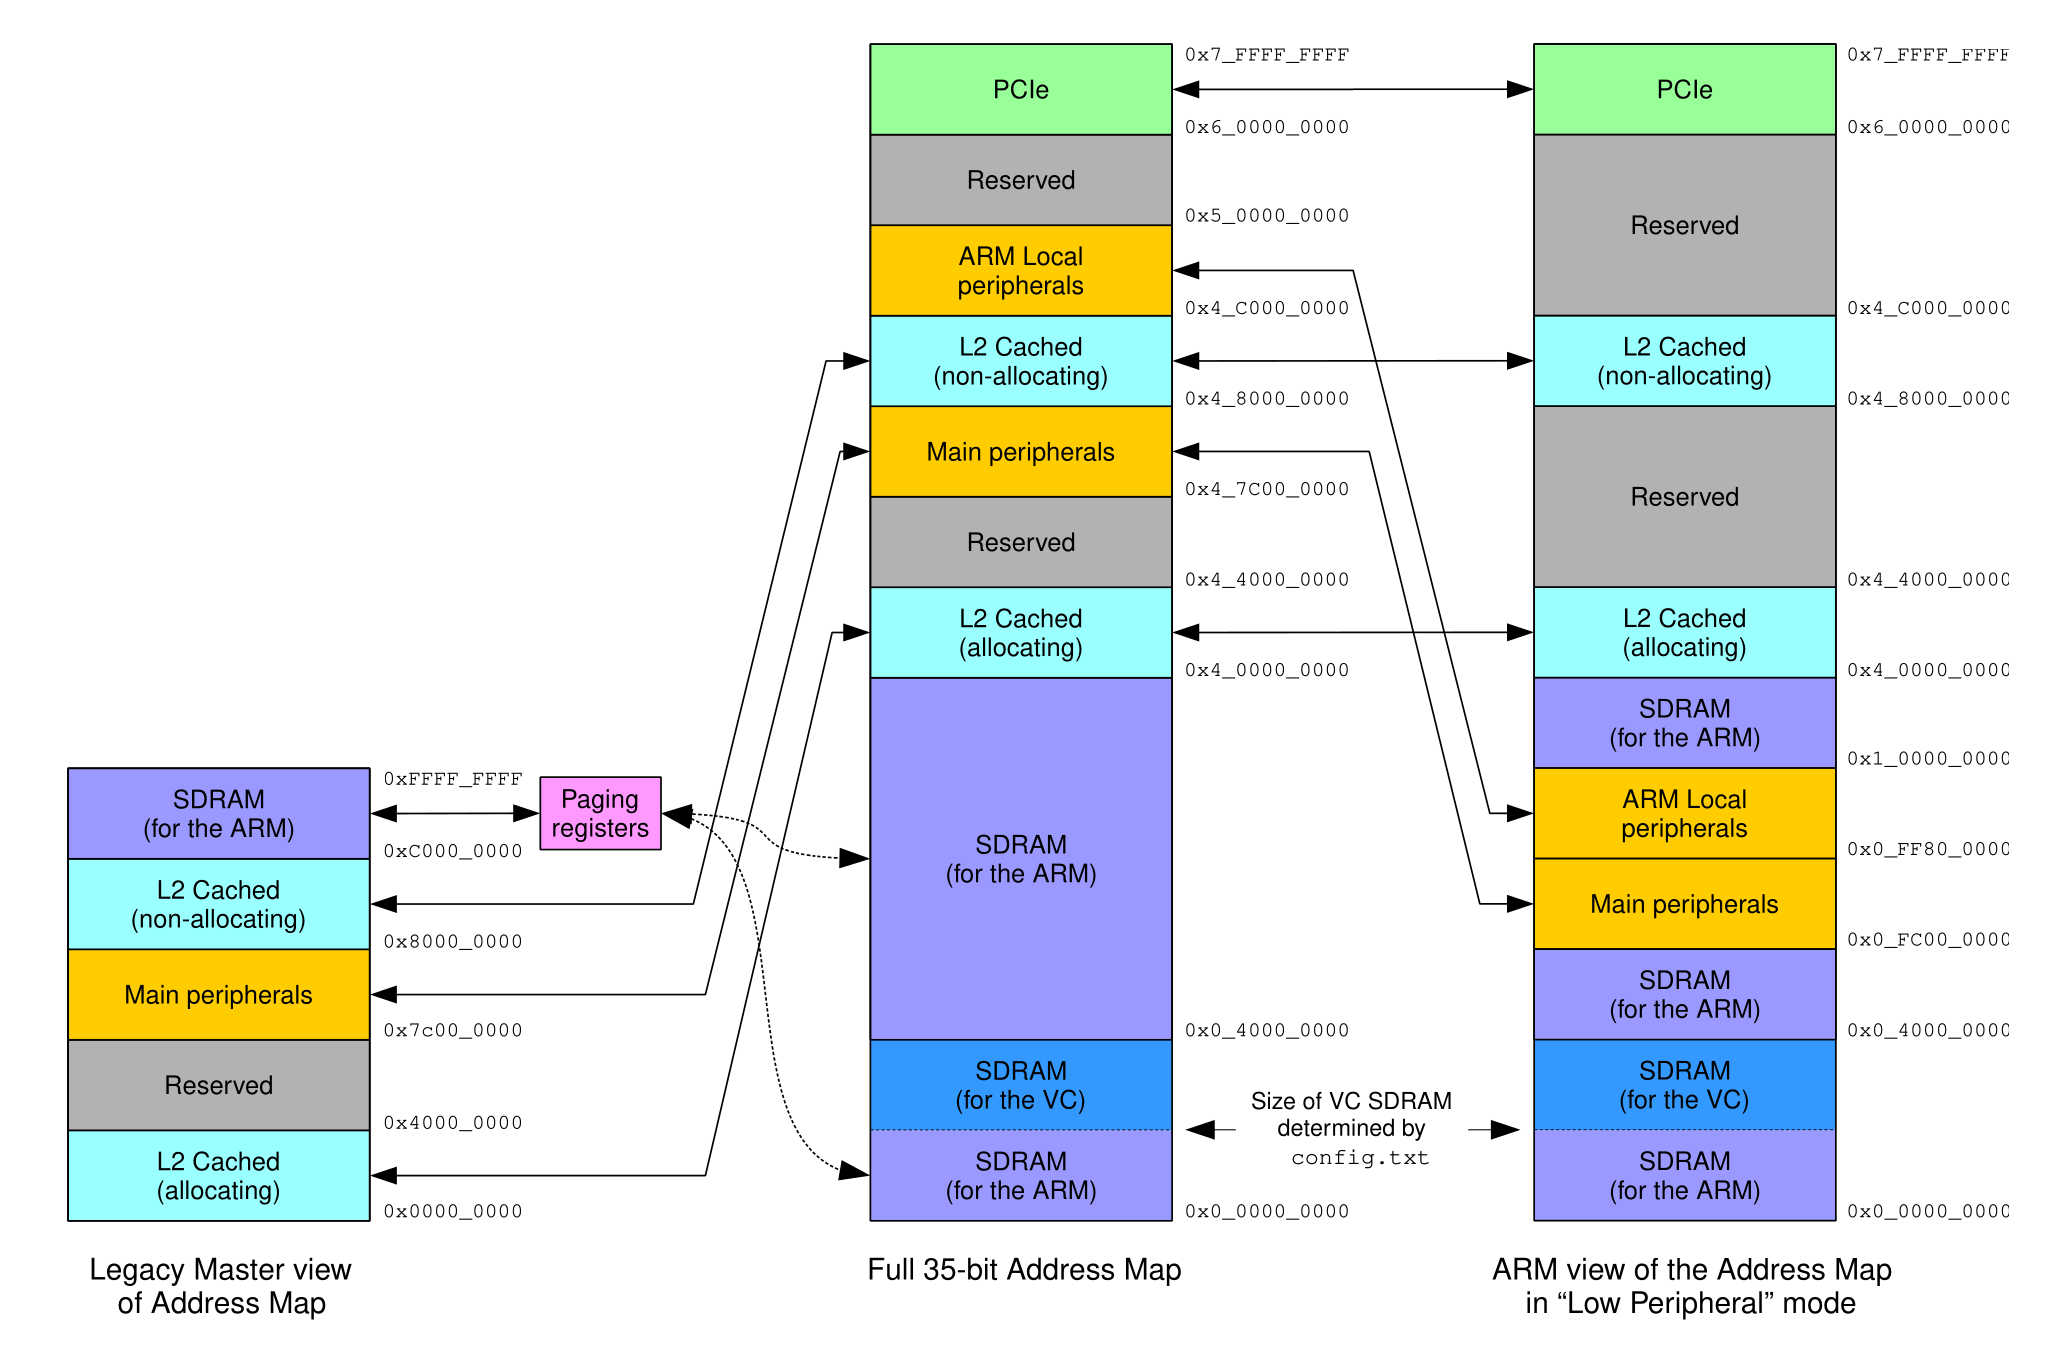 SDRAM
(for the ARM)
L2 Cached
(non-allocating)
Main peripherals
Reserved
L2 Cached
(allocating)
0xFFFF_FFFF
0xC000_0000
0x8000_0000
0x7c00_0000
0x4000_0000
0x0000_0000
Legacy Master view
of Address Map
Paging
registers
PCIe
Reserved
ARM Local
peripherals
L2 Cached
(non-allocating)
Main peripherals
Reserved
L2 Cached
(allocating)
SDRAM
(for the ARM)
SDRAM
(for the VC)
SDRAM
(for the ARM)
0x7_FFFF_FFFF
0x6_0000_0000
0x5_0000_0000
0x4_C000_0000
0x4_8000_0000
0x4_7C00_0000
0x4_4000_0000
0x4_0000_0000
0x0_4000_0000
0x0_0000_0000
Full 35-bit Address Map
Size of VC SDRAM
determined by
config.txt
PCIe
Reserved
L2 Cached
(non-allocating)
Reserved
L2 Cached
(allocating)
SDRAM
(for the ARM)
ARM Local
peripherals
Main peripherals
SDRAM
(for the ARM)
SDRAM
(for the VC)
SDRAM
(for the ARM)
0x7_FFFF_FFFF
0x6_0000_0000
0x4_C000_0000
0x4_8000_0000
0x4_4000_0000
0x4_0000_0000
0x1_0000_0000
0x0_FF80_0000
0x0_FC00_0000
0x0_4000_0000
0x0_0000_0000
ARM view of the Address Map
in “Low Peripheral” mode